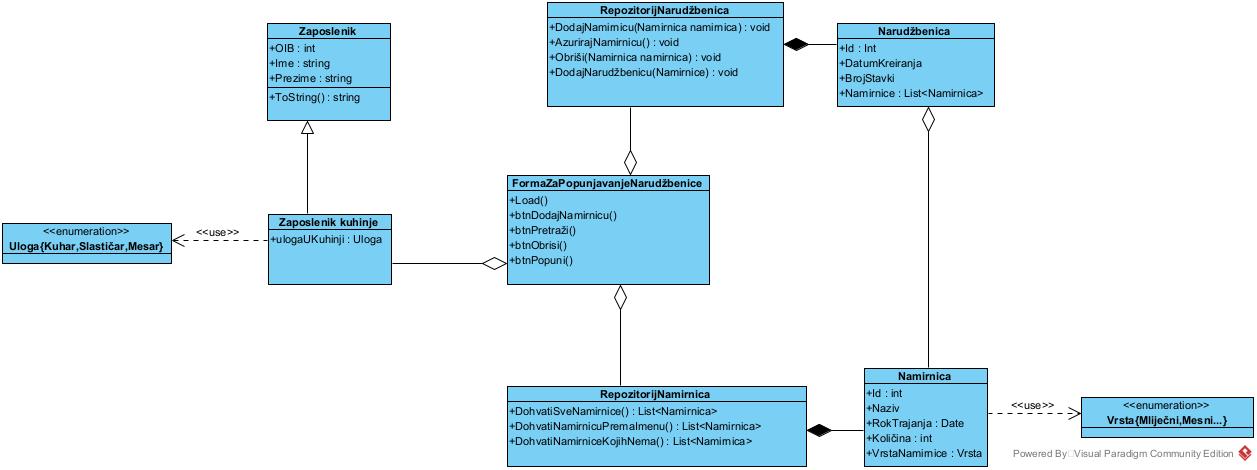 Zaposlenik
+OIB : int
+Ime : string
+Prezime : string
+ToString() : string
RepozitorijNarudžbenica
+DodajNamirnicu(Namirnica namirnica) : void
+AzurirajNamirnicu() : void
+Obriši(Namirnica namirnica) : void
+DodajNarudžbenicu(Namirnice) : void
Narudžbenica
+Id : Int
+DatumKreiranja
+BrojStavki
+Namirnice : List<Namirnica>
<<enumeration>>
Uloga{Kuhar,Slastičar,Mesar}
<<use>>
Zaposlenik kuhinje
+ulogaUKuhinji : Uloga
FormaZaPopunjavanjeNarudžbenice
+Load()
+btnDodajNamirnicu()
+btnPretraži()
+btnObrisi()
+btnPopuni()
RepozitorijNamirnica
+DohvatiSveNamirnice() : List<Namirnica>
+DohvatiNamirnicuPremaImenu() : List<Namirnica>
+DohvatiNamirniceKojihNema() : List<Namirnica>
Namirnica
+Id : int
+Naziv
+RokTrajanja : Date
+Količina : int
+VrstaNamirnice : Vrsta
<<use>>
<<enumeration>>
Vrsta{Mliječni,Mesni...}
Powered By Visual Paradigm Community Edition